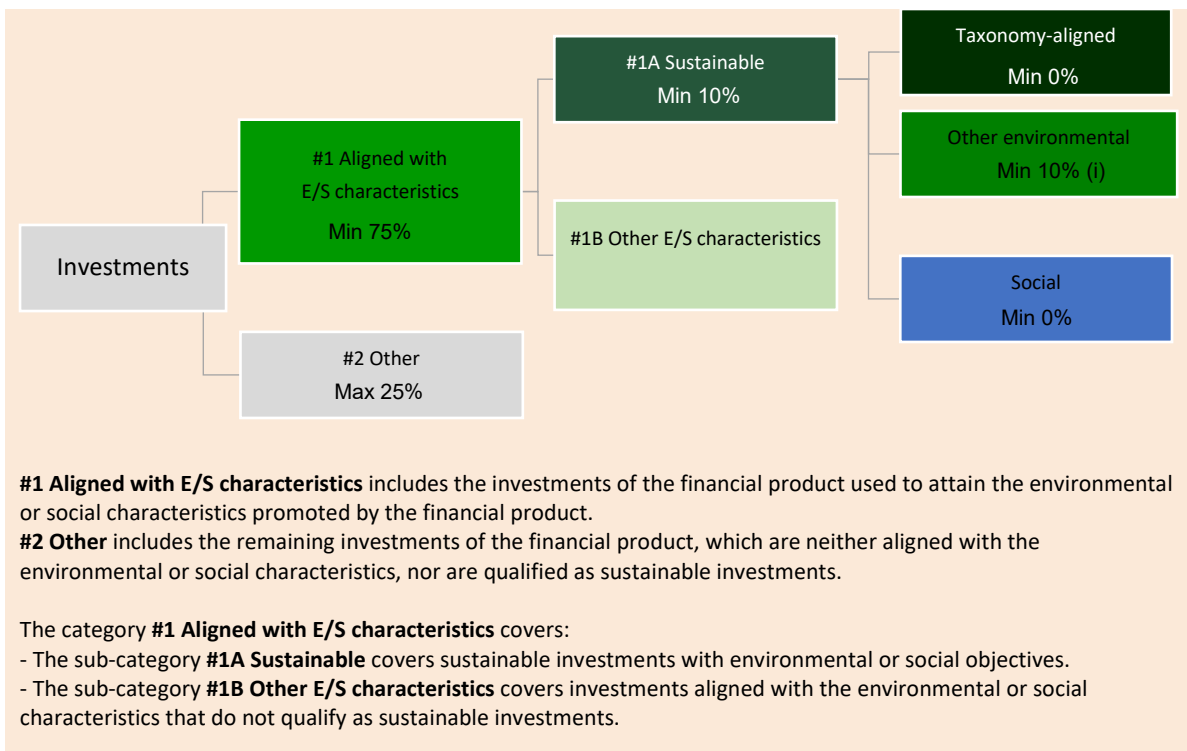 Taxonomy-aligned
Min 0%
#1A Sustainable
Min 10%
Other environmental
Min 10% (i)
#1 Aligned with
E/S characteristics
Min 75%
#1B Other E/S characteristics
Investments
Social
Min 0%
#2 Other
Max 25%
#1 Aligned with E/S characteristics includes the investments of the financial product used to attain the environmental
or social characteristics promoted by the financial product.
#2 Other includes the remaining investments of the financial product, which are neither aligned with the
environmental or social characteristics, nor are qualified as sustainable investments.
The category #1 Aligned with E/S characteristics covers:
- The sub-category #1A Sustainable covers sustainable investments with environmental or social objectives.
- The sub-category #1B Other E/S characteristics covers investments aligned with the environmental or social
characteristics that do not qualify as sustainable investments.